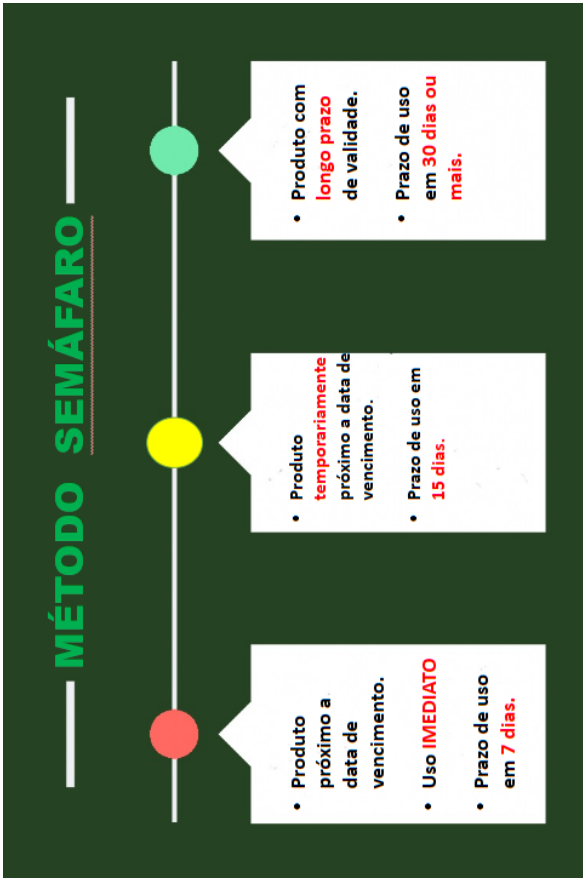 MÉTODO SEMÁFARO
• Produto
próximo a
data de
vencimento.
• Uso IMEDIATO
• Prazo de uso
em 7 dias.
• Produto
temporariamente
próximo a data de
vencimento.
• Prazo de uso em
15 dias.
• Produto com
longo prazo
de validade.
• Prazo de uso
em 30 dias ou
mais.